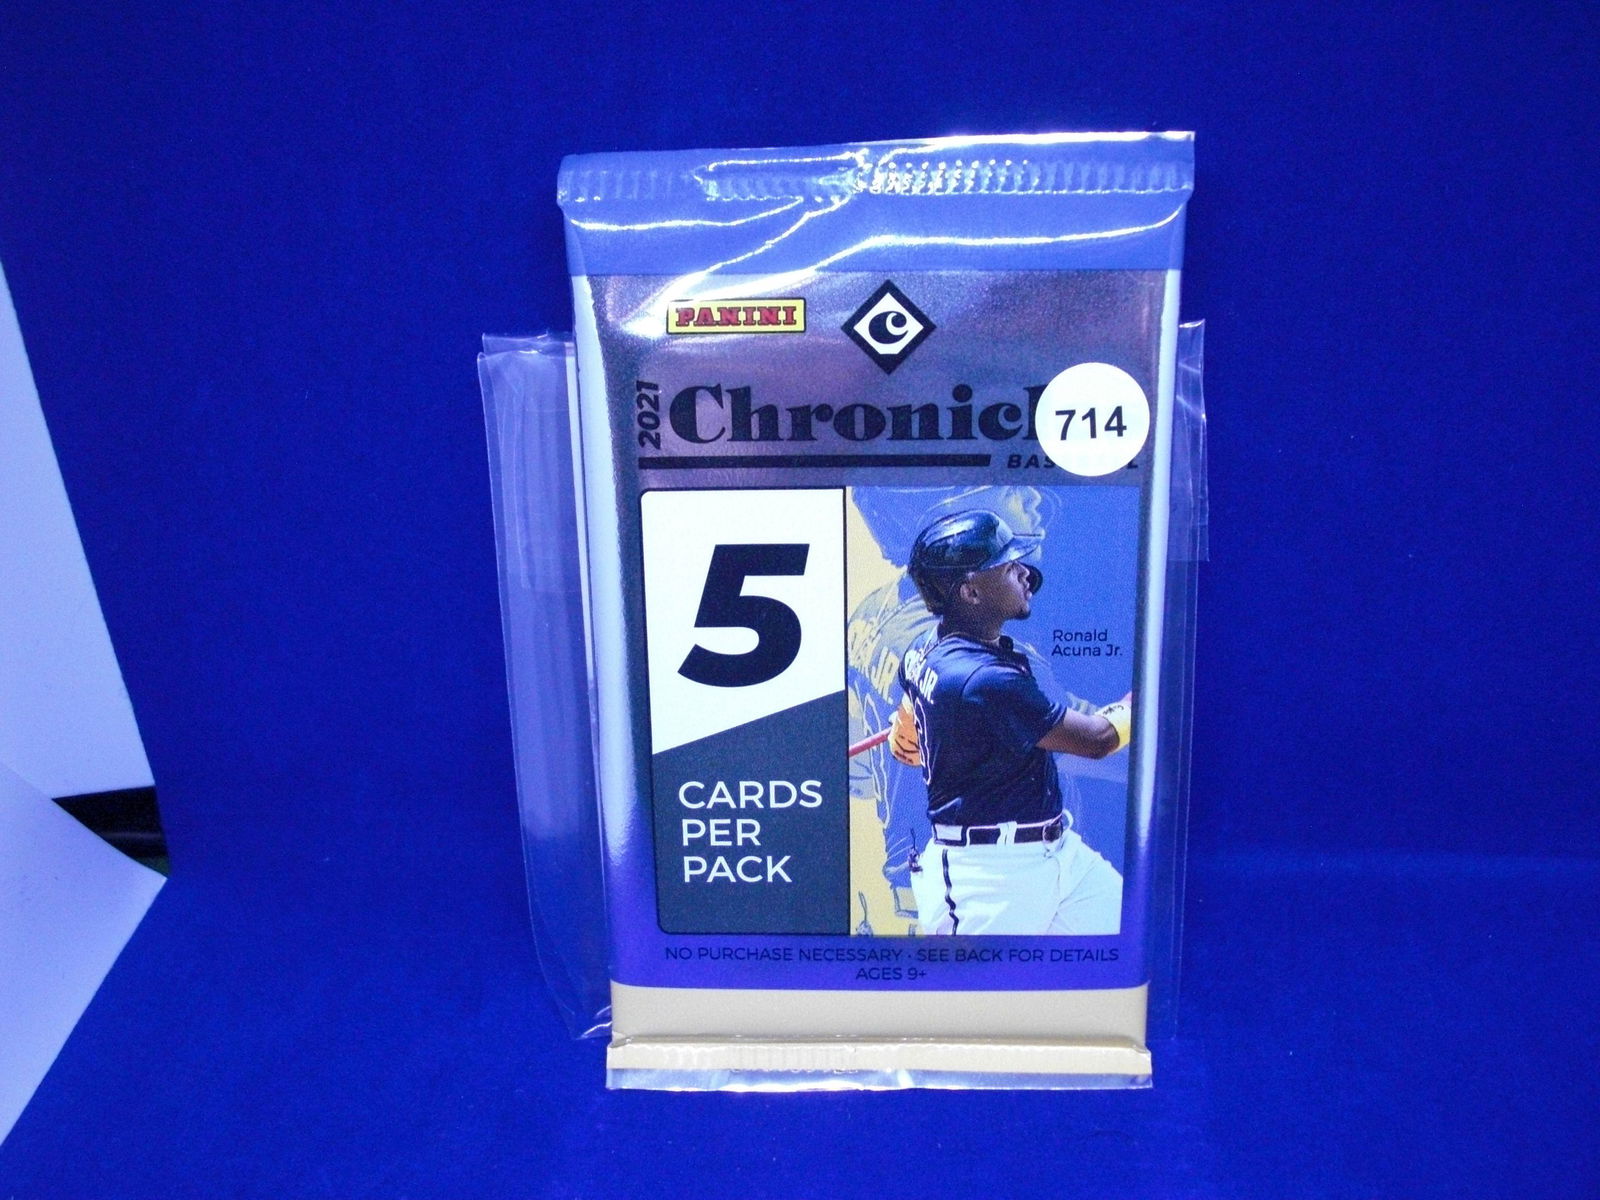 PANINI
C
2021
Chronicl
714
BAS
5
CARDS
PER
PACK
Ronald
Acuna Jr.
JR.
NO PURCHASE NECESSARY · SEE BACK FOR DETAILS
AGES 9+